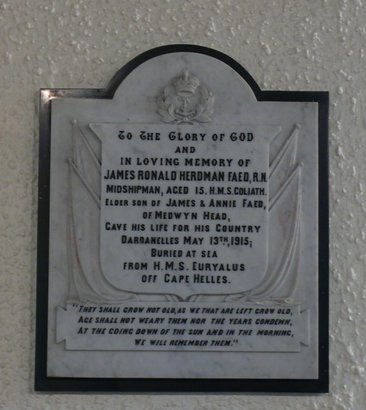 To The Glory of GOD
AND
IN LOVING MEMORY OF
JAMES RONALD HERDMAN FAED, R.N.
MIDSHIPMAN, AGED 15, H.M.S. GOLIATH.
ELDER SON OF JAMES & ANNIE FAED,
OF MEDWYN HEAD,
GAVE HIS LIFE FOR HIS COUNTRY
DARDANELLES MAY 13TH, 1915;
BURIED AT SEA
FROM H.M.S. EURYALUS
OFF CAPE HELLES.
"THEY SHALL GROW NOT OLD, AS WE THAT ARE LEFT GROW OLD,
AGE SHALL NOT WEARY THEM NOR THE YEARS CONDEMN,
AT THE GOING DOWN OF THE SUN AND IN THE MORNING,
WE WILL REMEMBER THEM."